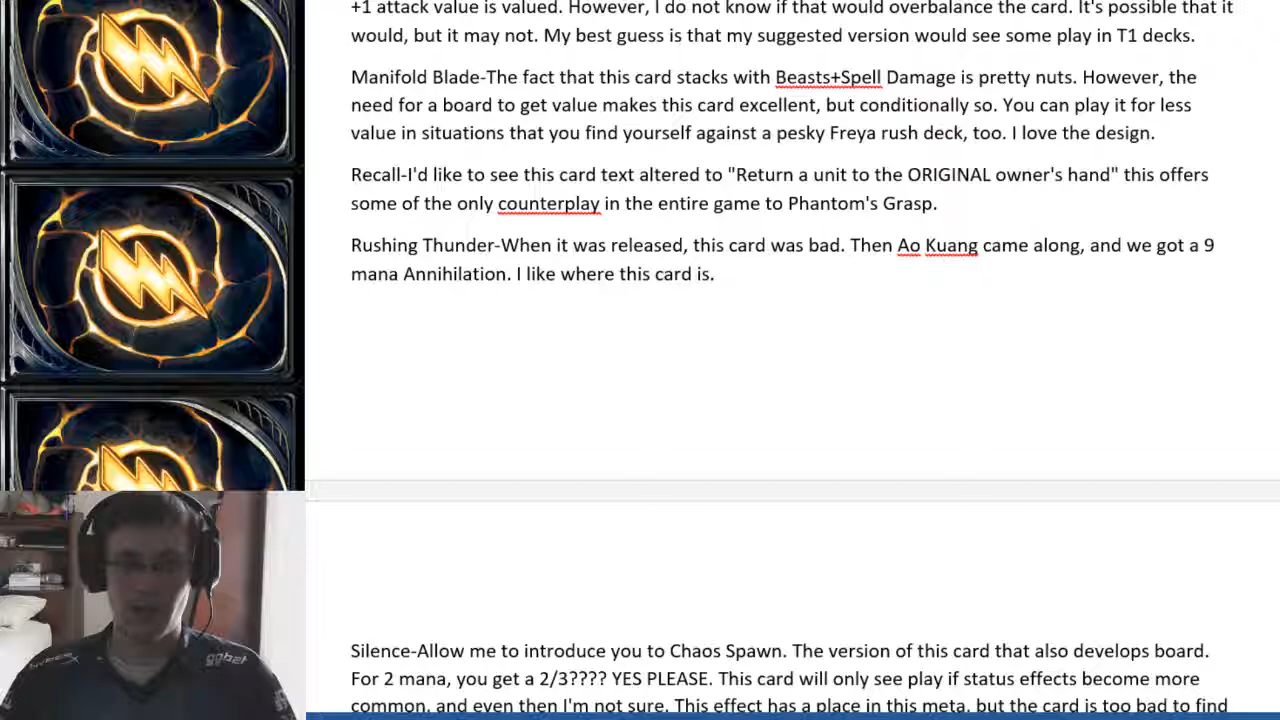 +1 attack value is valued. However, I do not know if that would overbalance the card. It's possible that it
would, but it may not. My best guess is that my suggested version would see some play in T1 decks.
Manifold Blade-The fact that this card stacks with Beasts+Spell Damage is pretty nuts. However, the
need for a board to get value makes this card excellent, but conditionally so. You can play it for less
value in situations that you find yourself against a pesky Freya rush deck, too. I love the design.
Recall-I'd like to see this card text altered to "Return a unit to the ORIGINAL owner's hand" this offers
some of the only counterplay in the entire game to Phantom's Grasp.
Rushing Thunder-When it was released, this card was bad. Then Ao Kuang came along, and we got a 9
mana Annihilation. I like where this card is.
Silence-Allow me to introduce you to Chaos Spawn. The version of this card that also develops board.
For 2 mana, you get a 2/3???? YES PLEASE. This card will only see play if status effects become more
common, and even then I'm not sure. This effect has a place in this meta, but the card is too bad to find